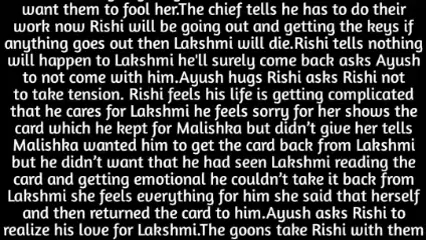 want them to fool her.The chief tells he has to do their
work now Rishi will be going out and getting the keys if
anything goes out then Lakshmi will die.Rishi tells nothing
will happen to Lakshmi he'll surely come back asks Ayush
to not come with him.Ayush hugs Rishi asks Rishi not
to take tension. Rishi feels his life is getting complicated
that he cares for Lakshmi he feels sorry for her shows the
card which he kept for Malishka but didn't give her tells
Malishka wanted him to get the card back from Lakshmi
but he didn't want that he had seen Lakshmi reading the
card and getting emotional he couldn't take it back from
Lakshmi she feels everything for him she said that herself
and then returned the card to him.Ayush asks Rishi to
realize his love for Lakshmi.The goons take Rishi with them